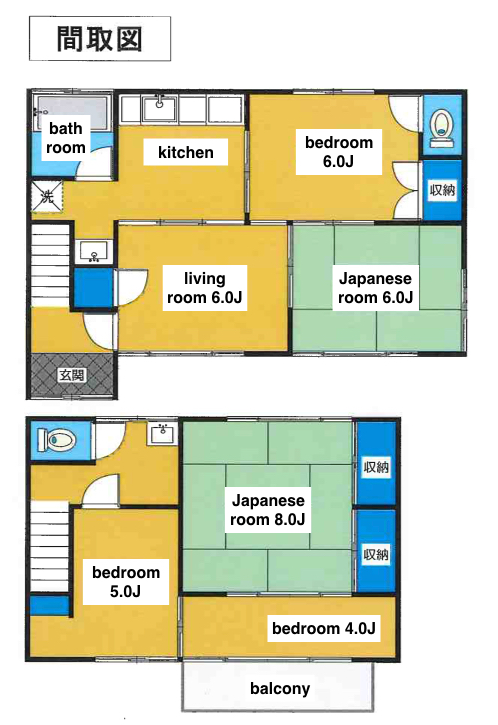 間取図
bath
room
kitchen
bedroom
6.0J
収納
洗
living
room 6.0J
Japanese
room 6.0J
玄関
Japanese
room 8.0J
収納
収納
bedroom
5.0J
bedroom 4.0J
balcony